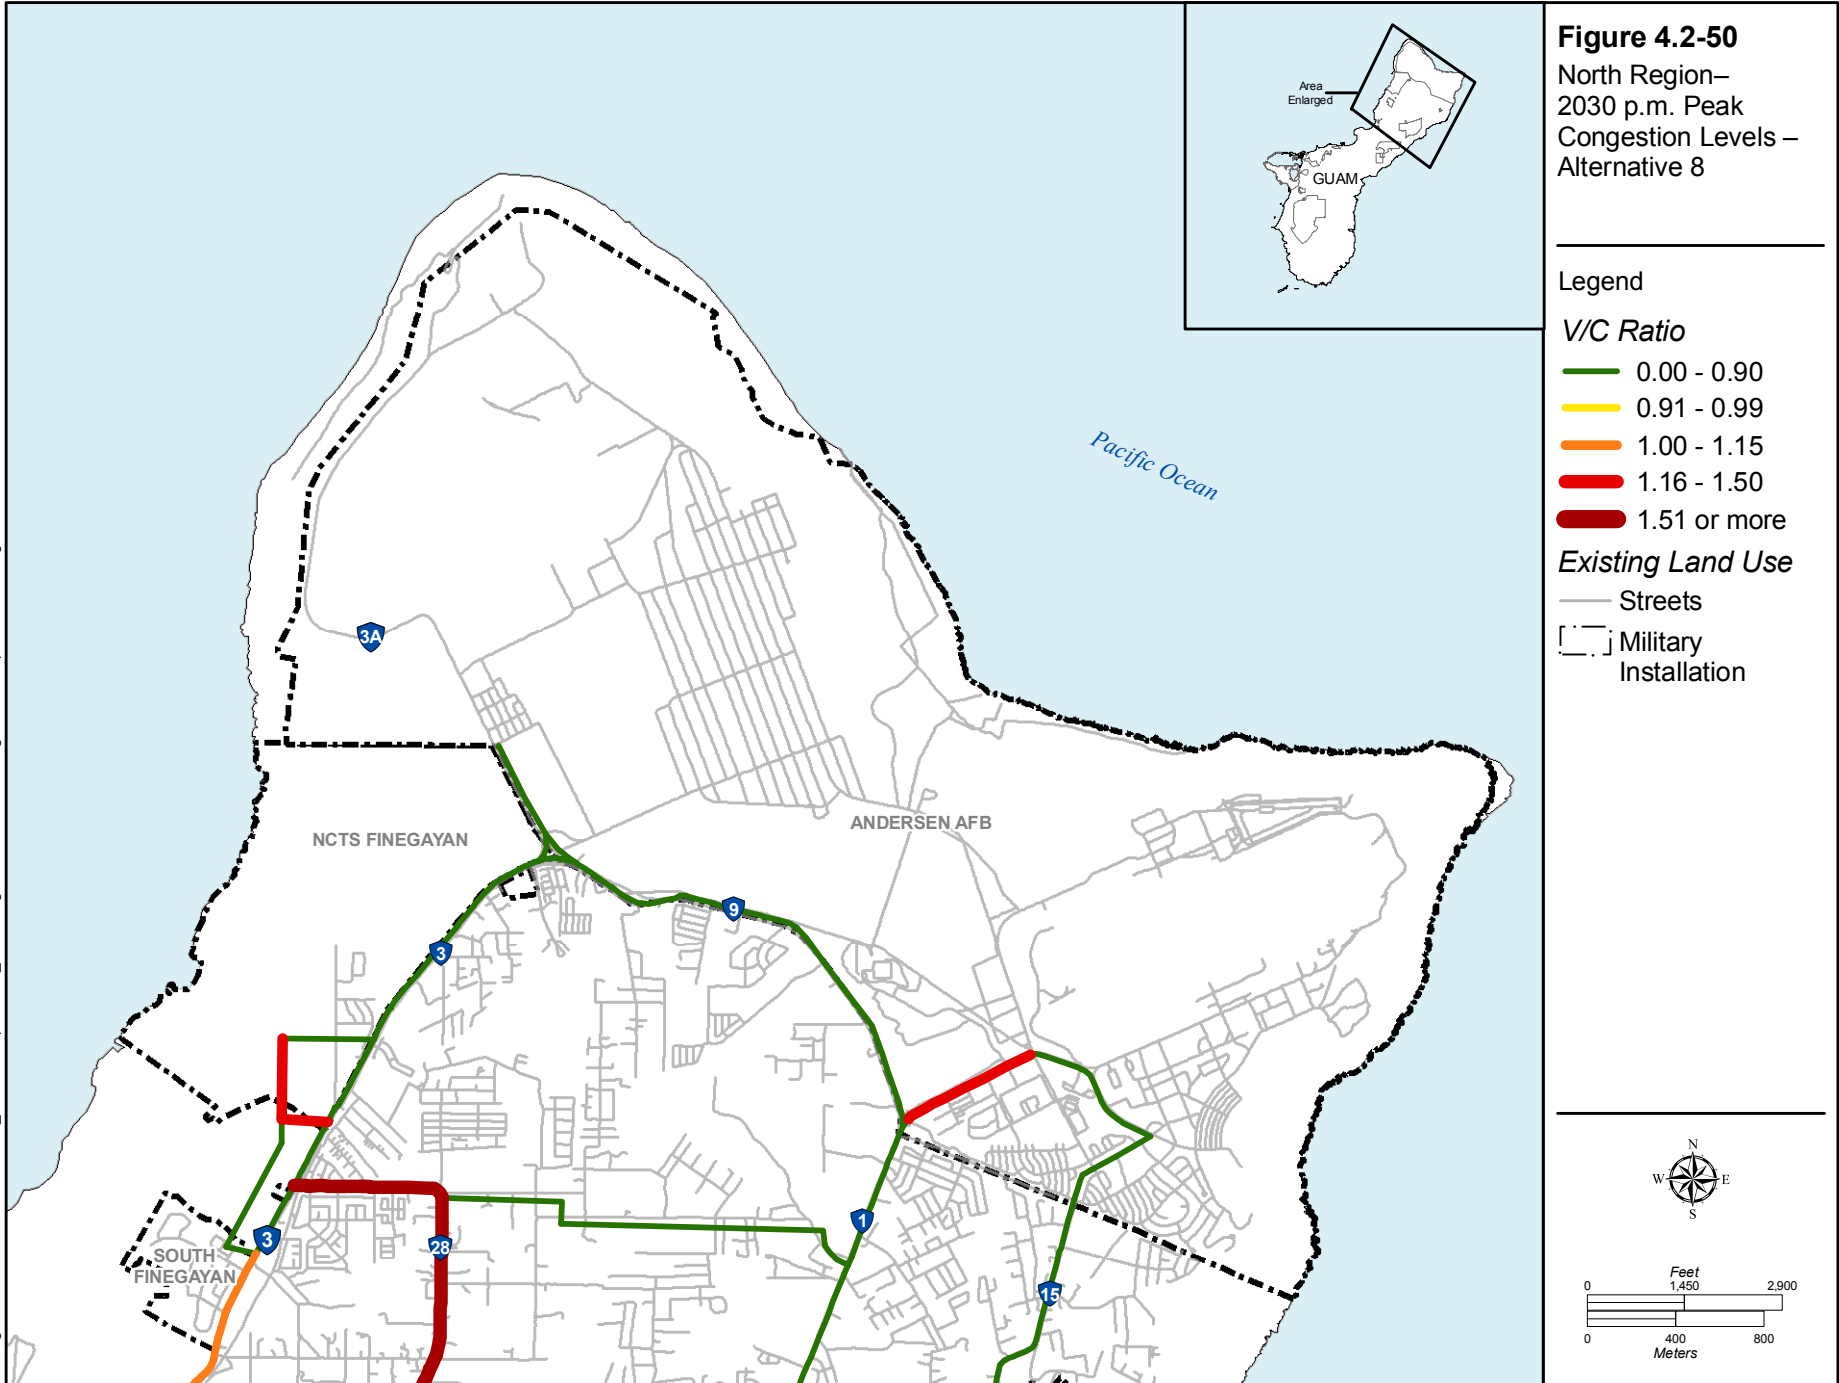 Figure 4.2-50
North Region–
2030 p.m. Peak
Congestion Levels –
Alternative 8
Legend
V/C Ratio
0.00 - 0.90
0.91 - 0.99
1.00 - 1.15
1.16 - 1.50
1.51 or more
Existing Land Use
Streets
Military
Installation
N
W E
S
Feet
0 1,450 2,900
0 400 800
Meters
Area
Enlarged
GUAM
Pacific Ocean
3A
NCTS FINEGAYAN
ANDERSEN AFB
9
3
3
SOUTH
FINEGAYAN
28
1
15